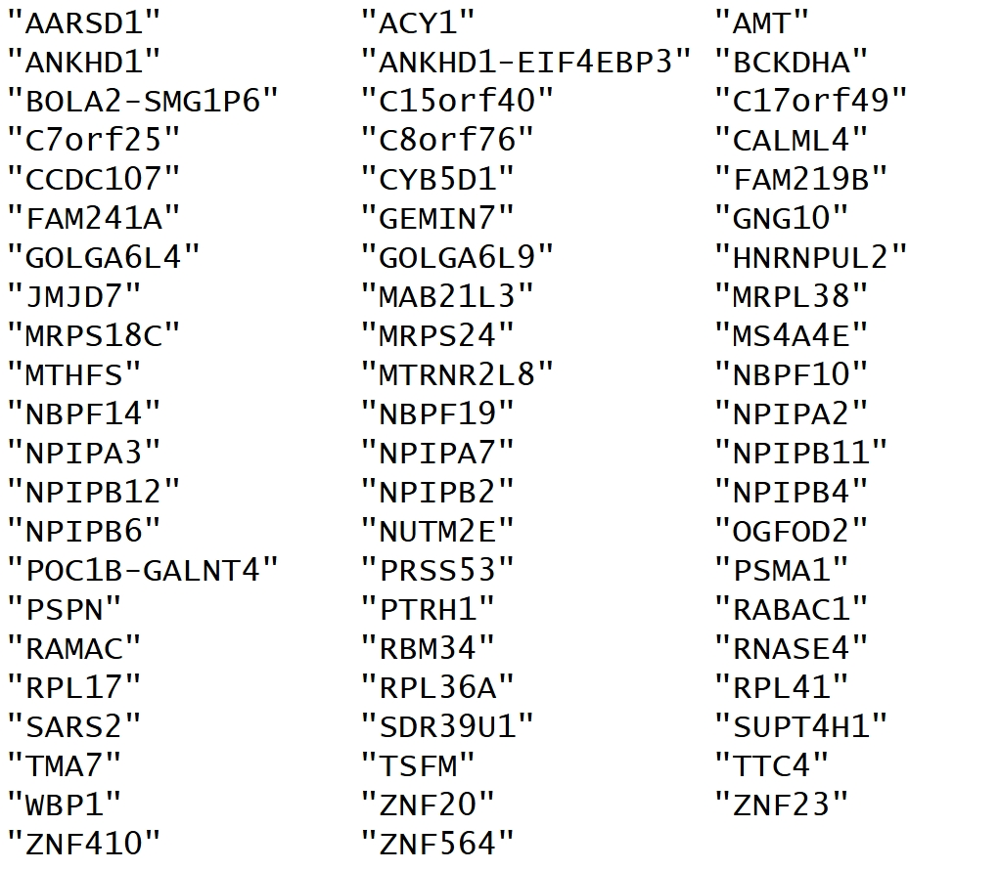 "AARSD1" "ACY1" "AMT"
"ANKHD1" "ANKHD1-EIF4EBP3" "BCKDHA"
"BOLA2-SMG1P6" "C15orf40" "C17orf49"
"C7orf25" "C8orf76" "CALML4"
"CCDC107" "CYB5D1" "FAM219B"
"FAM241A" "GEMIN7" "GNG10"
"GOLGA6L4" "GOLGA6L9" "HNRNPUL2"
"JMJD7" "MAB21L3" "MRPL38"
"MRPS18C" "MRPS24" "MS4A4E"
"MTHFS" "MTRNR2L8" "NBPF10"
"NBPF14" "NBPF19" "NPIPA2"
"NPIPA3" "NPIPA7" "NPIPB11"
"NPIPB12" "NPIPB2" "NPIPB4"
"NPIPB6" "NUTM2E" "OGFOD2"
"POC1B-GALNT4" "PRSS53" "PSMA1"
"PSPN" "PTRH1" "RABAC1"
"RAMAC" "RBM34" "RNASE4"
"RPL17" "RPL36A" "RPL41"
"SARS2" "SDR39U1" "SUPT4H1"
"TMA7" "TSFM" "TTC4"
"WBP1" "ZNF20" "ZNF23"
"ZNF410" "ZNF564"